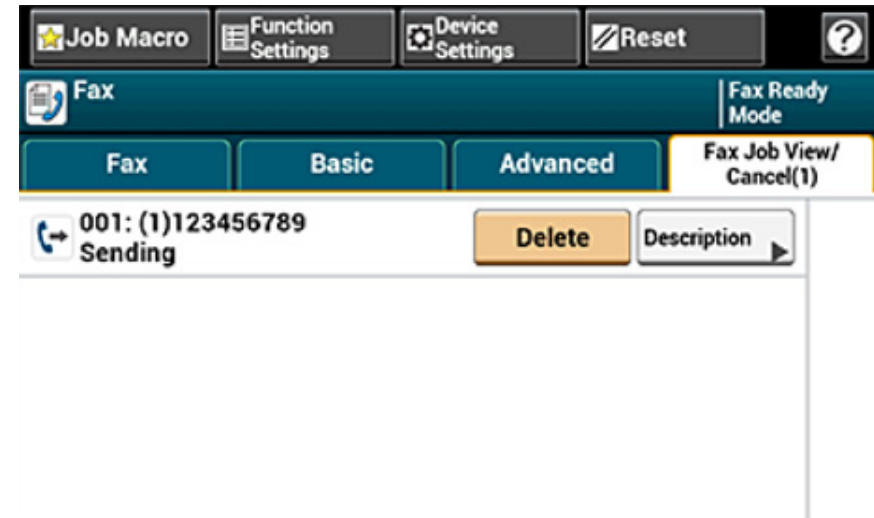 Job Macro
Function
Settings
Device
Settings
Reset
?
Fax
Fax Ready
Mode
Fax
Basic
Advanced
Fax Job View/
Cancel(1)
001: (1)123456789
Sending
Delete
Description